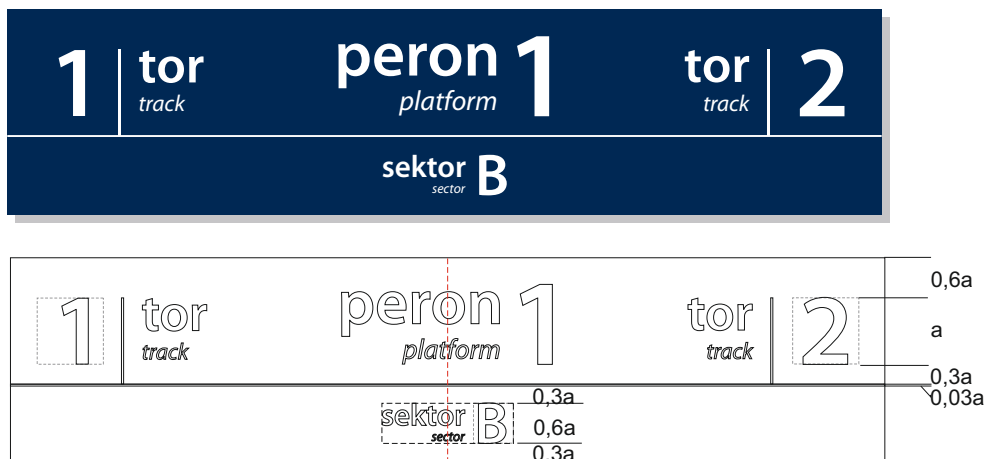 1 tor peron 1 tor 2
track platform track
sektor B
sector
0,6a
1 tor peron 1 tor 2
a
track platform track
0,3a
0,3a
0,03a
sektor B
0,6a
sector
0,3a